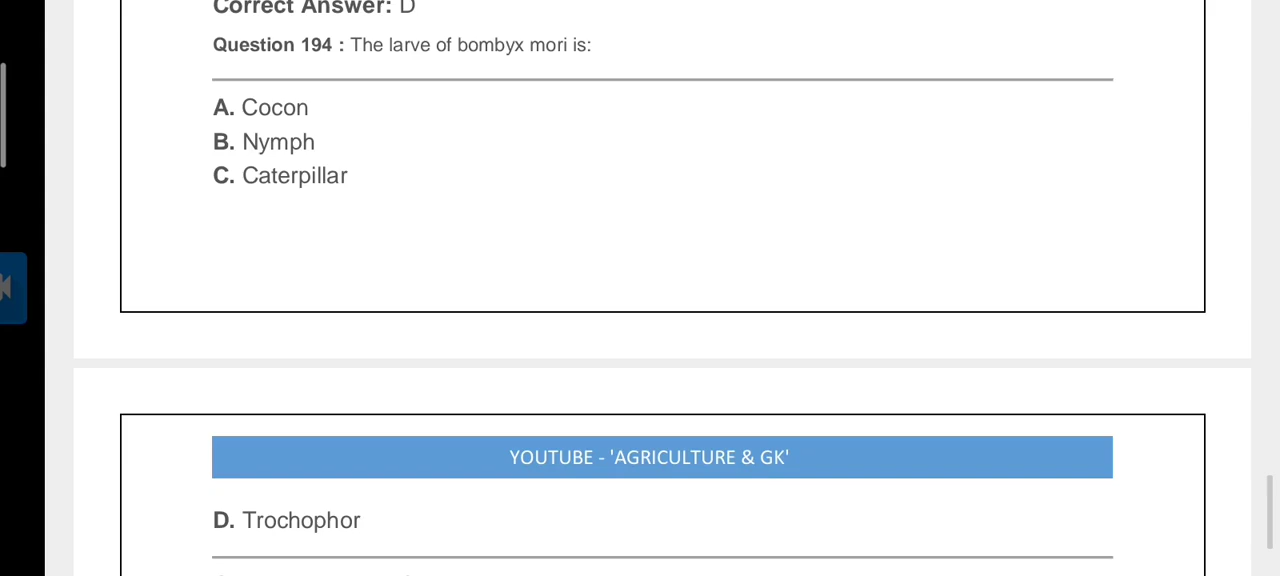 Correct Answer: D
Question 194 : The larve of bombyx mori is:
A. Cocon
B. Nymph
C. Caterpillar
YOUTUBE - 'AGRICULTURE & GK'
D. Trochophor